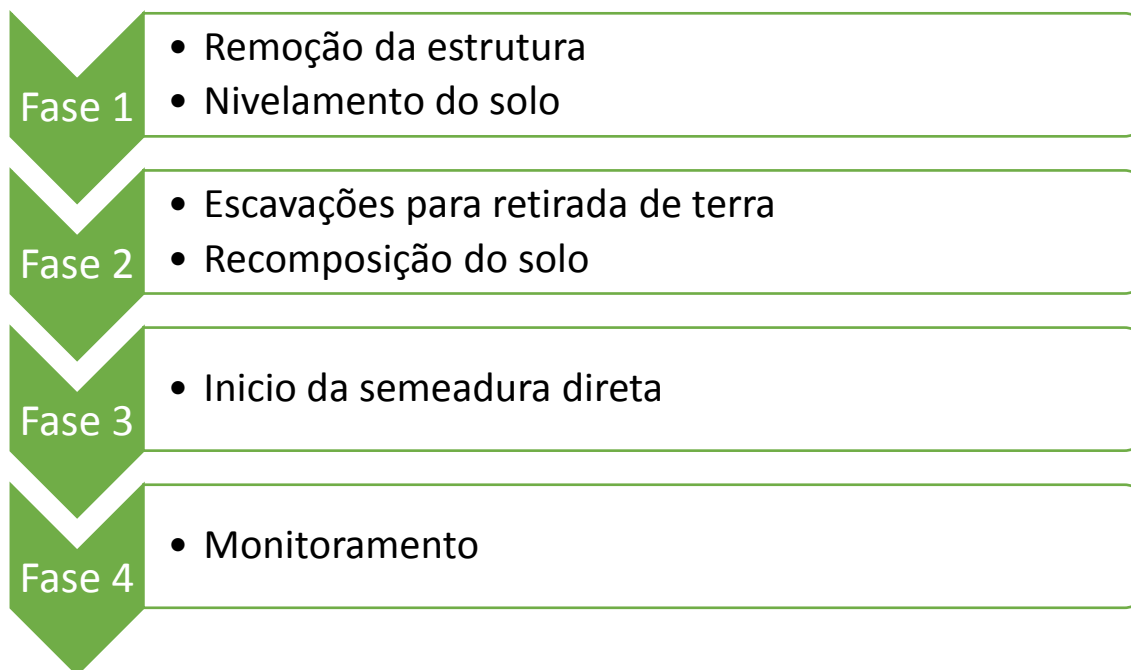 Fase 1
• Remoção da estrutura
• Nivelamento do solo
Fase 2
• Escavações para retirada de terra
• Recomposição do solo
Fase 3
• Inicio da semeadura direta
Fase 4
• Monitoramento